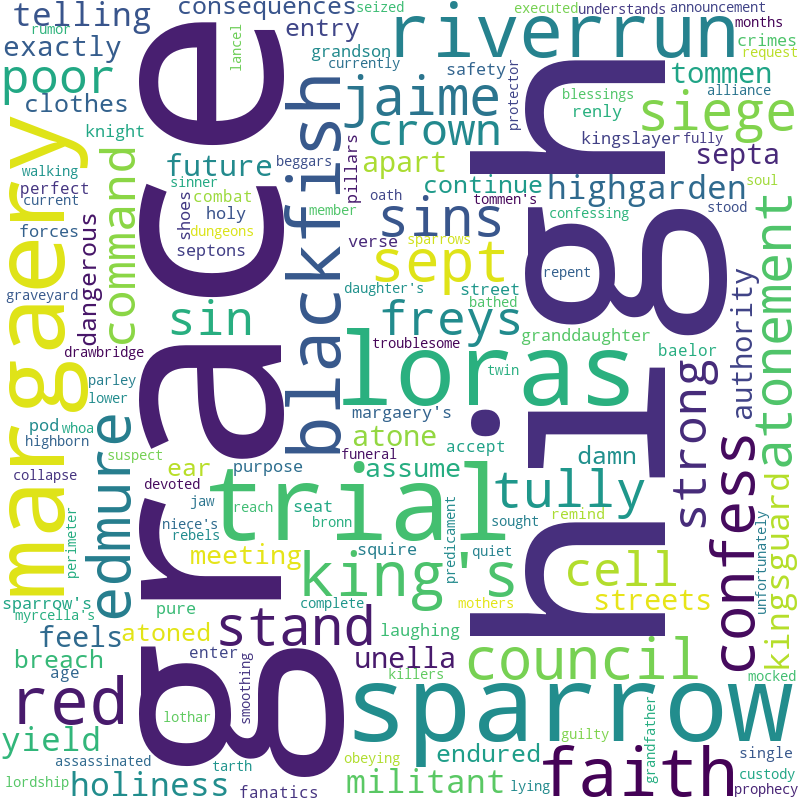 consequences
seized
executed
understands
announcement
telling
rumor
lancel
entry
riverrun
months
exactly
grandson
currently
safety
protector
crimes
request
poor
grace
jaime
high
tommen
clothes
blackfish
crown
blessings
renly
alliance
siege
knight
kingslayer
fully
margaery
command
future
beggars
pillars
apart
septa
walking
perfect
current
sinner
combat
shoes
holy
dungeons
member
oath
continue
tommen's
highgarden
soul
stood
forces
dangerous
septons
verse
sins
sparrows
confessing
sept
repent
graveyard
daughter's
street
bathed
atonement
authority
sin
freys
granddaughter
drawbridge
troublesome
baelor
parley
lower
loras
twin
strong
edmure
pod
whoa
highborn
margaery's
atone
accept
suspect
funeral
damn
collapse
ear
purpose
assume
confess
kingsguard
devoted
jaw
trial
reach
seat
bronn
tully
niece's
rebels
sought
remind
unfortunately
perimeter
meeting
squire
predicament
quiet
king's
cell
sparrow's
myrcella's
pure
complete
mothers
streets
feels
atoned
stand
laughing
breach
enter
unella
council
age
smoothing
killers
mocked
red
lothar
sparrow
grandfather
yield
guilty
assassinated
tarth
obeying
endured
faith
single
lordship
holiness
fanatics
militant
lying
custody
prophecy